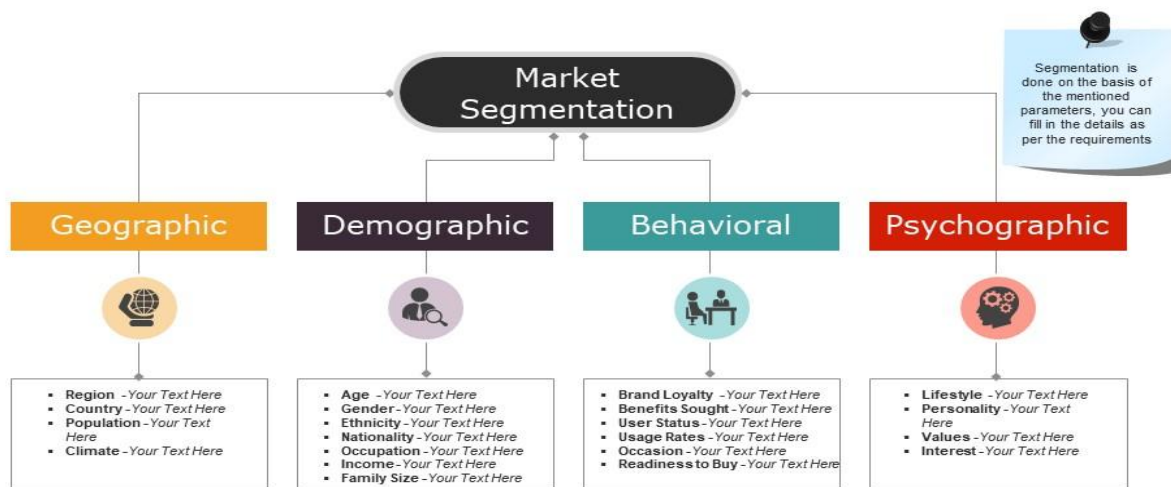 Market
Segmentation
Segmentation is
done on the basis of
the mentioned
parameters, you can
fill in the details as
per the requirements
Geographic
Demographic
Behavioral
Psychographic
Region - Your Text Here
Country - Your Text Here
Population - Your Text
Here
Climate - Your Text Here
Age - Your Text Here
Gender - Your Text Here
Ethnicity - Your Text Here
Nationality - Your Text Here
Occupation - Your Text Here
Income - Your Text Here
Family Size - Your Text Here
Brand Loyalty - Your Text Here
Benefits Sought - Your Text Here
User Status - Your Text Here
Usage Rates - Your Text Here
Occasion - Your Text Here
Readiness to Buy - Your Text Here
Lifestyle - Your Text Here
Personality - Your Text
Here
Values - Your Text Here
Interest - Your Text Here